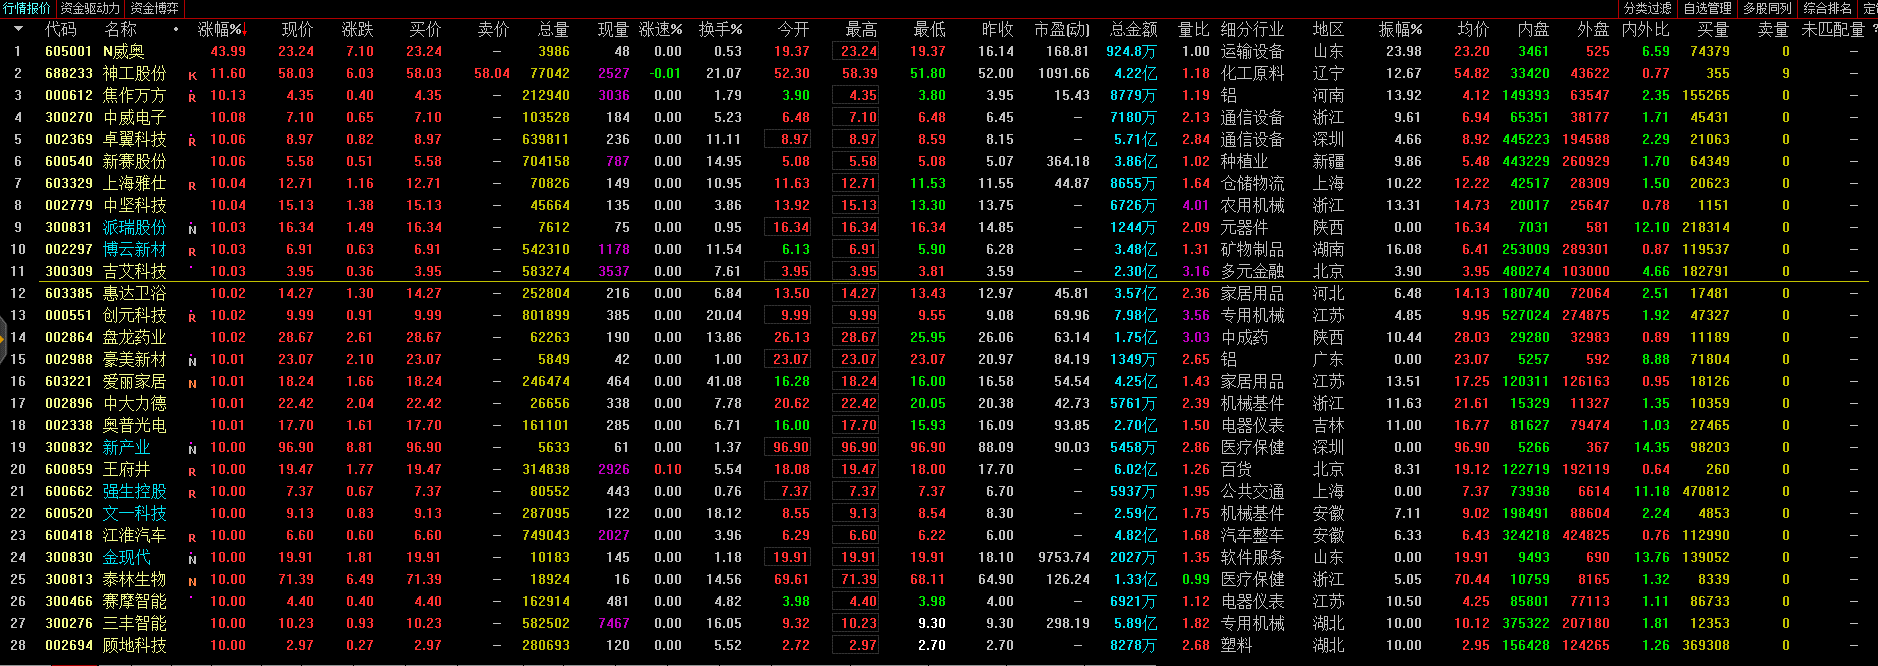 行情报价 资金驱动力 资金博弈 分类过滤 自选管理 多股同列 综合排名 定
代码 名称 涨幅%↓ 现价 涨跌 买价 卖价 总量 现量 涨速% 换手% 今开 最高 最低 昨收 市盈(动) 总金额 量比 细分行业 地区 振幅% 均价 内盘 外盘 内外比 买量 卖量 未匹配量
1 605001 N威奥 43.99 23.24 7.10 23.24 – 3986 48 0.00 0.53 19.37 23.24 19.37 16.14 168.81 924.8万 1.00 运输设备 山东 23.98 23.20 3461 525 6.59 74379 0 –
2 688233 神工股份 K 11.60 58.03 6.03 58.03 58.04 77042 2527 -0.01 21.07 52.30 58.39 51.80 52.00 1091.66 4.22亿 1.18 化工原料 辽宁 12.67 54.82 33420 43622 0.77 355 9 –
3 000612 焦作万方 R 10.13 4.35 0.40 4.35 – 212940 3036 0.00 1.79 3.90 4.35 3.80 3.95 15.43 8779万 1.19 铝 河南 13.92 4.12 149393 63547 2.35 155265 0 –
4 300270 中威电子 10.08 7.10 0.65 7.10 – 103528 184 0.00 5.23 6.48 7.10 6.48 6.45 – 7180万 2.13 通信设备 浙江 9.61 6.94 65351 38177 1.71 45431 0 –
5 002369 卓翼科技 R 10.06 8.97 0.82 8.97 – 639811 236 0.00 11.11 8.97 8.97 8.59 8.15 – 5.71亿 2.84 通信设备 深圳 4.66 8.92 445223 194588 2.29 21063 0 –
6 600540 新赛股份 10.06 5.58 0.51 5.58 – 704158 787 0.00 14.95 5.08 5.58 5.08 5.07 364.18 3.86亿 1.02 种植业 新疆 9.86 5.48 443229 260929 1.70 64349 0 –
7 603329 上海雅仕 R 10.04 12.71 1.16 12.71 – 70826 149 0.00 10.95 11.63 12.71 11.53 11.55 44.87 8655万 1.64 仓储物流 上海 10.22 12.22 42517 28309 1.50 20623 0 –
8 002779 中坚科技 10.04 15.13 1.38 15.13 – 45664 135 0.00 3.86 13.92 15.13 13.30 13.75 – 6726万 4.01 农用机械 浙江 13.31 14.73 20017 25647 0.78 1151 0 –
9 300831 派瑞股份 N 10.03 16.34 1.49 16.34 – 7612 75 0.00 0.95 16.34 16.34 16.34 14.85 – 1244万 2.09 元器件 陕西 0.00 16.34 7031 581 12.10 218314 0 –
10 002297 博云新材 R 10.03 6.91 0.63 6.91 – 542310 1178 0.00 11.54 6.13 6.91 5.90 6.28 – 3.48亿 1.31 矿物制品 湖南 16.08 6.41 253009 289301 0.87 119537 0 –
11 300309 吉艾科技 10.03 3.95 0.36 3.95 – 583274 3537 0.00 7.61 3.95 3.95 3.81 3.59 – 2.30亿 3.16 多元金融 北京 3.90 3.95 480274 103000 4.66 182791 0 –
12 603385 惠达卫浴 10.02 14.27 1.30 14.27 – 252804 216 0.00 6.84 13.50 14.27 13.43 12.97 45.81 3.57亿 2.36 家居用品 河北 6.48 14.13 180740 72064 2.51 17481 0 –
13 000551 创元科技 R 10.02 9.99 0.91 9.99 – 801899 385 0.00 20.04 9.99 9.99 9.55 9.08 69.96 7.98亿 3.56 专用机械 江苏 4.85 9.95 527024 274875 1.92 47327 0 –
14 002864 盘龙药业 10.02 28.67 2.61 28.67 – 62263 190 0.00 13.86 26.13 28.67 25.95 26.06 63.14 1.75亿 3.03 中成药 陕西 10.44 28.03 29280 32983 0.89 11189 0 –
15 002988 豪美新材 N 10.01 23.07 2.10 23.07 – 5849 42 0.00 1.00 23.07 23.07 23.07 20.97 84.19 1349万 2.65 铝 广东 0.00 23.07 5257 592 8.88 71804 0 –
16 603221 爱丽家居 N 10.01 18.24 1.66 18.24 – 246474 464 0.00 41.08 16.28 18.24 16.00 16.58 54.54 4.25亿 1.43 家居用品 江苏 13.51 17.25 120311 126163 0.95 18126 0 –
17 002896 中大力德 10.01 22.42 2.04 22.42 – 26656 338 0.00 7.78 20.62 22.42 20.05 20.38 42.73 5761万 2.39 机械基件 浙江 11.63 21.61 15329 11327 1.35 10359 0 –
18 002338 奥普光电 10.01 17.70 1.61 17.70 – 161101 285 0.00 6.71 16.00 17.70 15.93 16.09 93.85 2.70亿 1.50 电器仪表 吉林 11.00 16.77 81627 79474 1.03 27465 0 –
19 300832 新产业 N 10.00 96.90 8.81 96.90 – 5633 61 0.00 1.37 96.90 96.90 96.90 88.09 90.03 5458万 2.86 医疗保健 深圳 0.00 96.90 5266 367 14.35 98203 0 –
20 600859 王府井 R 10.00 19.47 1.77 19.47 – 314838 2926 0.10 5.54 18.08 19.47 18.00 17.70 – 6.02亿 1.26 百货 北京 8.31 19.12 122719 192119 0.64 260 0 –
21 600662 强生控股 R 10.00 7.37 0.67 7.37 – 80552 443 0.00 0.76 7.37 7.37 7.37 6.70 – 5937万 1.95 公共交通 上海 0.00 7.37 73938 6614 11.18 470812 0 –
22 600520 文一科技 10.00 9.13 0.83 9.13 – 287095 122 0.00 18.12 8.55 9.13 8.54 8.30 – 2.59亿 1.75 机械基件 安徽 7.11 9.02 198491 88604 2.24 4853 0 –
23 600418 江淮汽车 R 10.00 6.60 0.60 6.60 – 749043 2027 0.00 3.96 6.29 6.60 6.22 6.00 – 4.82亿 1.68 汽车整车 安徽 6.33 6.43 324218 424825 0.76 112990 0 –
24 300830 金现代 N 10.00 19.91 1.81 19.91 – 10183 145 0.00 1.18 19.91 19.91 19.91 18.10 9753.74 2027万 1.35 软件服务 山东 0.00 19.91 9493 690 13.76 139052 0 –
25 300813 泰林生物 N 10.00 71.39 6.49 71.39 – 18924 16 0.00 14.56 69.61 71.39 68.11 64.90 126.24 1.33亿 0.99 医疗保健 浙江 5.05 70.44 10759 8165 1.32 8339 0 –
26 300466 赛摩智能 10.00 4.40 0.40 4.40 – 162914 481 0.00 4.82 3.98 4.40 3.98 4.00 – 6921万 1.12 电器仪表 江苏 10.50 4.25 85801 77113 1.11 86733 0 –
27 300276 三丰智能 10.00 10.23 0.93 10.23 – 582502 7467 0.00 16.05 9.32 10.23 9.30 9.30 298.19 5.89亿 1.82 专用机械 湖北 10.00 10.12 375322 207180 1.81 12353 0 –
28 002694 顾地科技 10.00 2.97 0.27 2.97 – 280693 120 0.00 5.52 2.72 2.97 2.70 2.70 – 8278万 2.68 塑料 湖北 10.00 2.95 156428 124265 1.26 369308 0 –